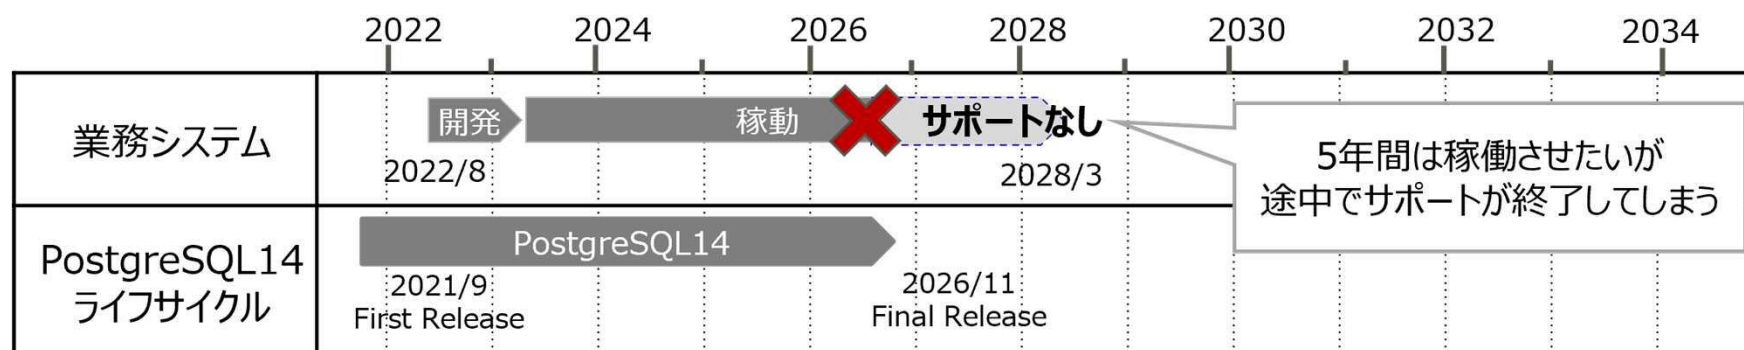 2022
2024
2026
2028
2030
2032
2034
業務システム
開発
稼動
サポートなし
2022/8
2028/3
5年間は稼働させたいが
途中でサポートが終了してしまう
PostgreSQL14
ライフサイクル
PostgreSQL14
2021/9
First Release
2026/11
Final Release